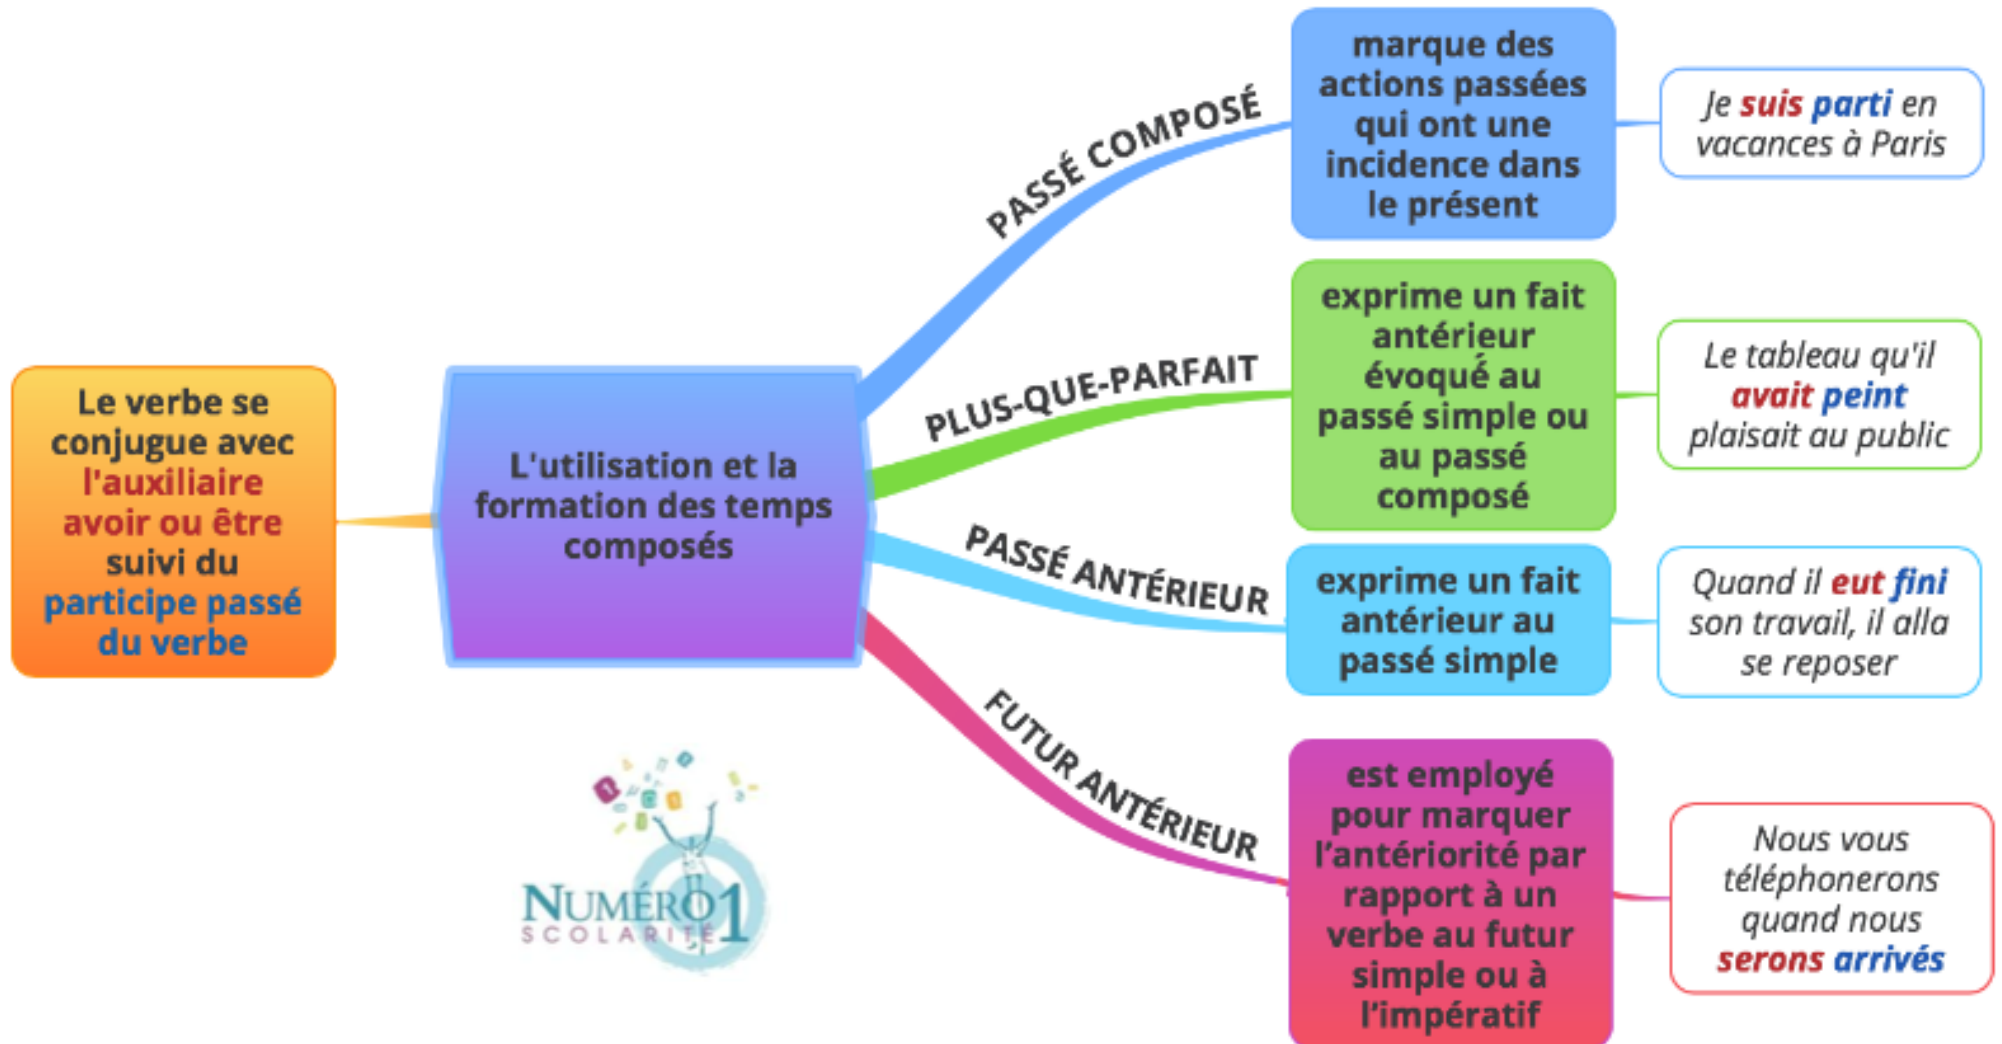 Le verbe se
conjugue avec
l'auxiliaire
avoir ou être
suivi du
participe passé
du verbe
L'utilisation et la
formation des temps
composés
PASSÉ COMPOSÉ
marque des
actions passées
qui ont une
incidence dans
le présent
Je suis parti en
vacances à Paris
PLUS-QUE-PARFAIT
exprime un fait
antérieur
évoqué au
passé simple ou
au passé
composé
Le tableau qu'il
avait peint
plaisait au public
PASSÉ ANTÉRIEUR
exprime un fait
antérieur au
passé simple
Quand il eut fini
son travail, il alla
se reposer
FUTUR ANTÉRIEUR
est employé
pour marquer
l’antériorité par
rapport à un
verbe au futur
simple ou à
l’impératif
Nous vous
téléphonerons
quand nous
serons arrivés
NUMÉRO1
SCOLARITÉ